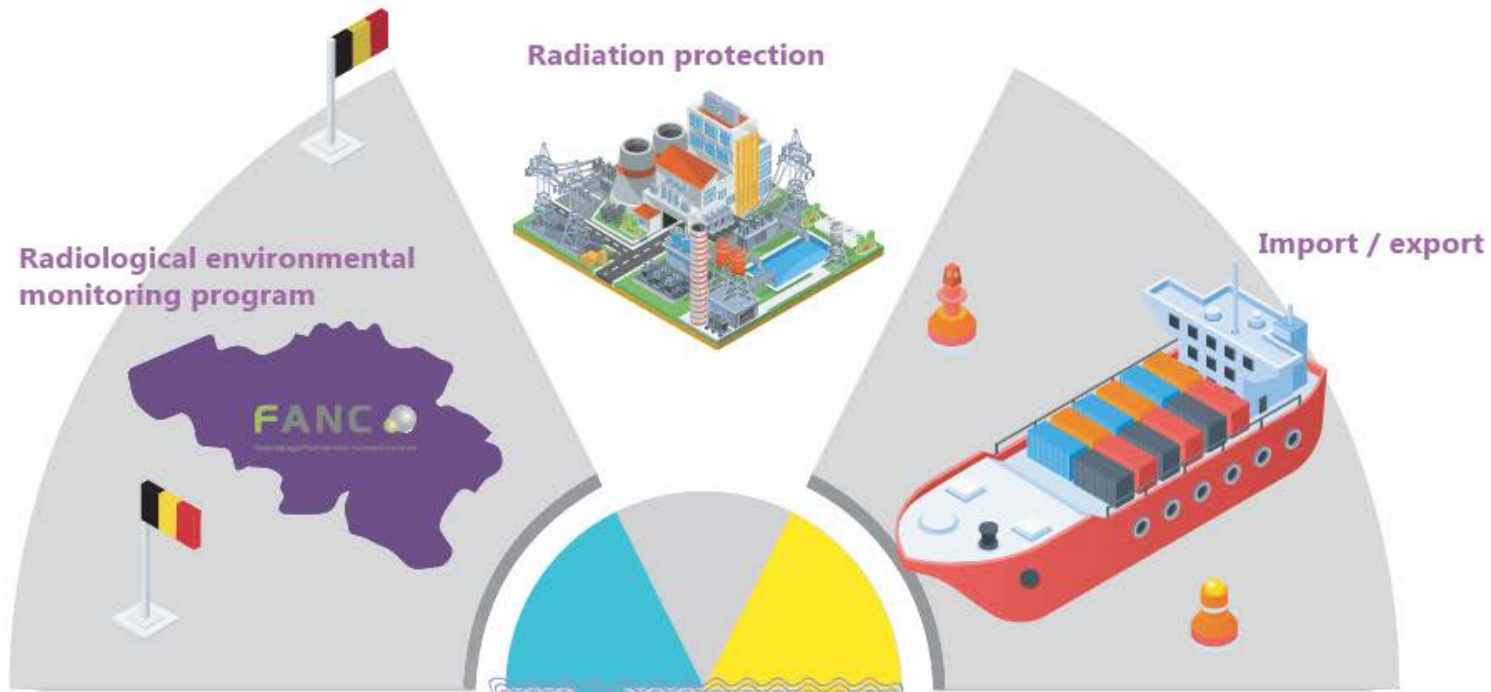 Radiation protection
Radiological environmental
monitoring program
Import / export
FANC